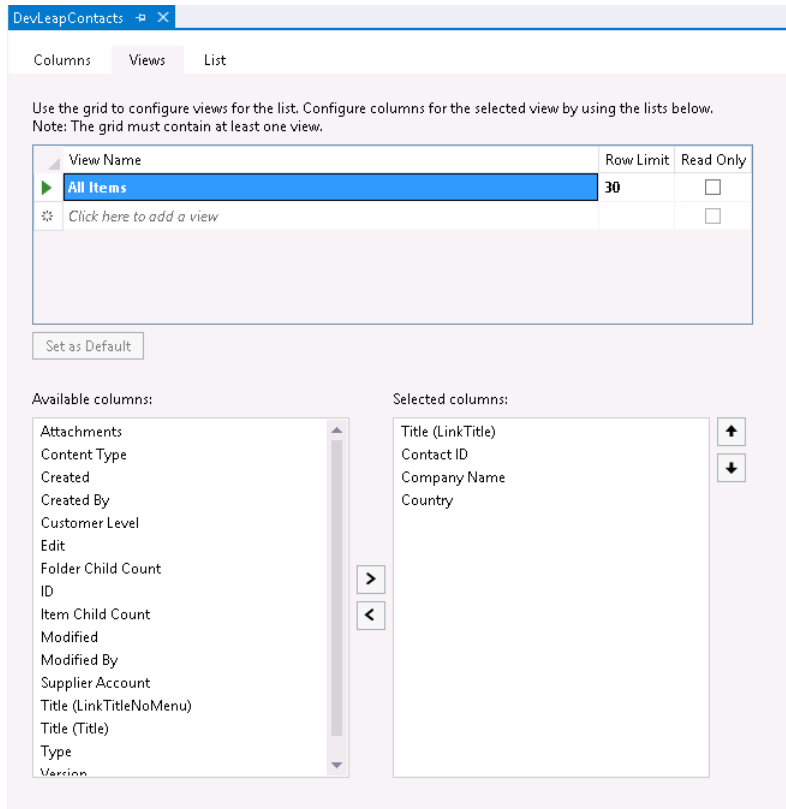 DevLeapContacts
Columns Views List
Use the grid to configure views for the list. Configure columns for the selected view by using the lists below.
Note: The grid must contain at least one view.
View Name Row Limit Read Only
All Items 30
Click here to add a view
Set as Default
Available columns: Selected columns:
Attachments Title (LinkTitle)
Content Type Contact ID
Created Company Name
Created By Country
Customer Level
Edit
Folder Child Count
ID
Item Child Count
Modified
Modified By
Supplier Account
Title (LinkTitleNoMenu)
Title (Title)
Type
Version